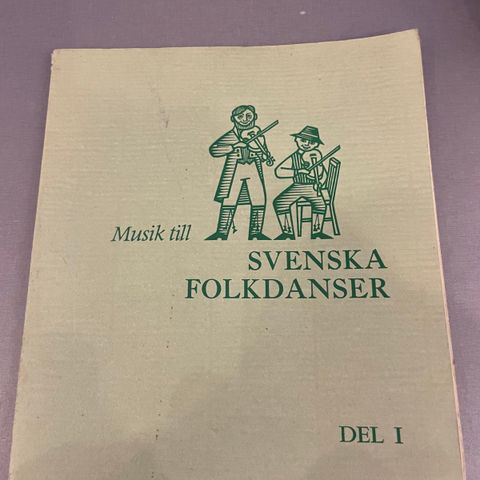 Musik till
SVENSKA
FOLKDANSER
DEL I